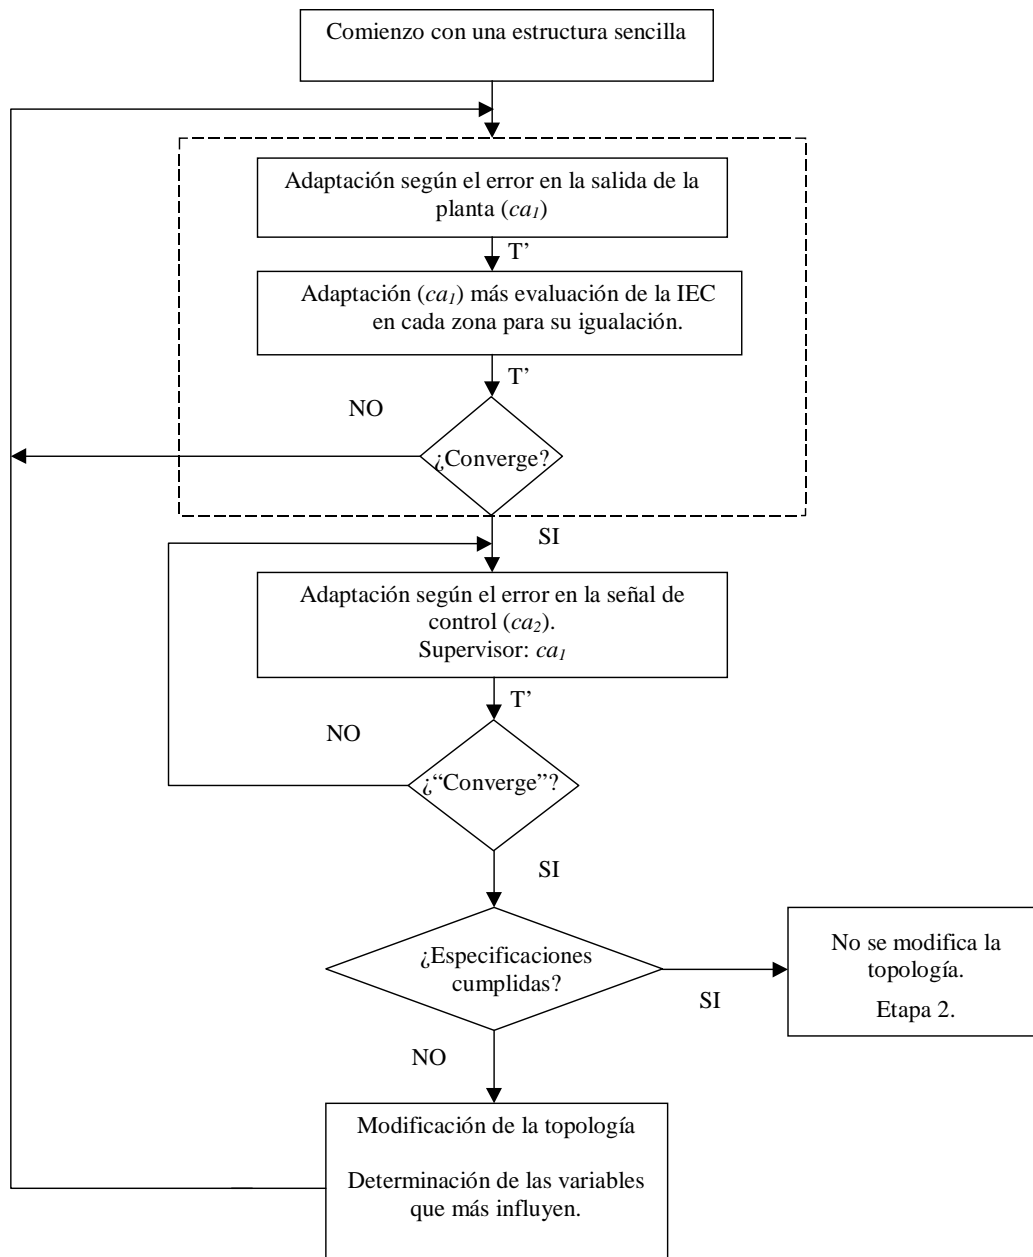 Comienzo con una estructura sencilla
Adaptación según el error en la salida de la
planta (ca₁)
T’
Adaptación (ca₁) más evaluación de la IEC
en cada zona para su igualación.
T’
NO
¿Converge?
SI
Adaptación según el error en la señal de
control (ca₂).
Supervisor: ca₁
T’
NO
¿“Converge”?
SI
¿Especificaciones
cumplidas?
SI
No se modifica la
topología.
Etapa 2.
NO
Modificación de la topología
Determinación de las variables
que más influyen.